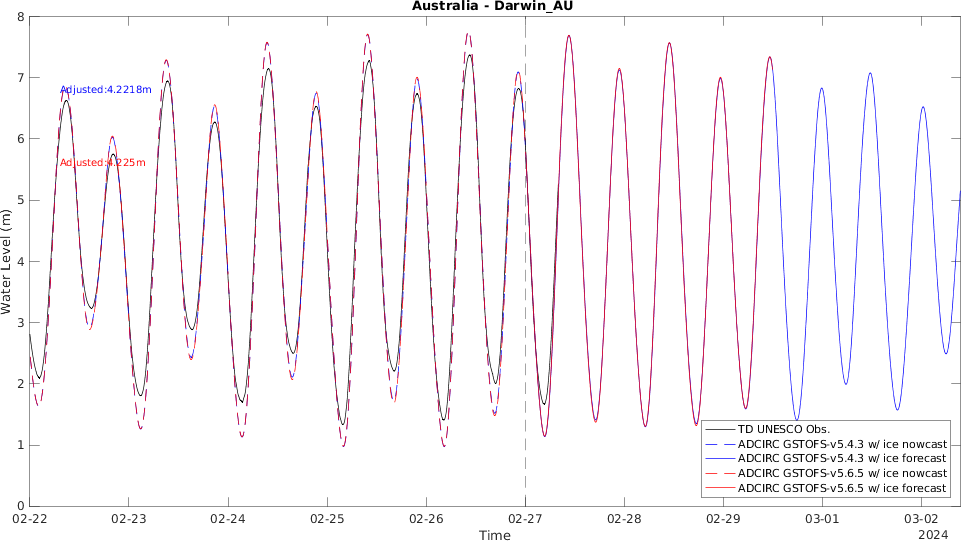 Australia - Darwin_AU
8
7
6
5
4
3
2
1
0
Water Level (m)
Adjusted:4.2218m
Adjusted:4.225m
TD UNESCO Obs.
ADCIRC GSTOFS-v5.4.3 w/ ice nowcast
ADCIRC GSTOFS-v5.4.3 w/ ice forecast
ADCIRC GSTOFS-v5.6.5 w/ ice nowcast
ADCIRC GSTOFS-v5.6.5 w/ ice forecast
02-22 02-23 02-24 02-25 02-26 02-27 02-28 02-29 03-01 03-02
Time
2024